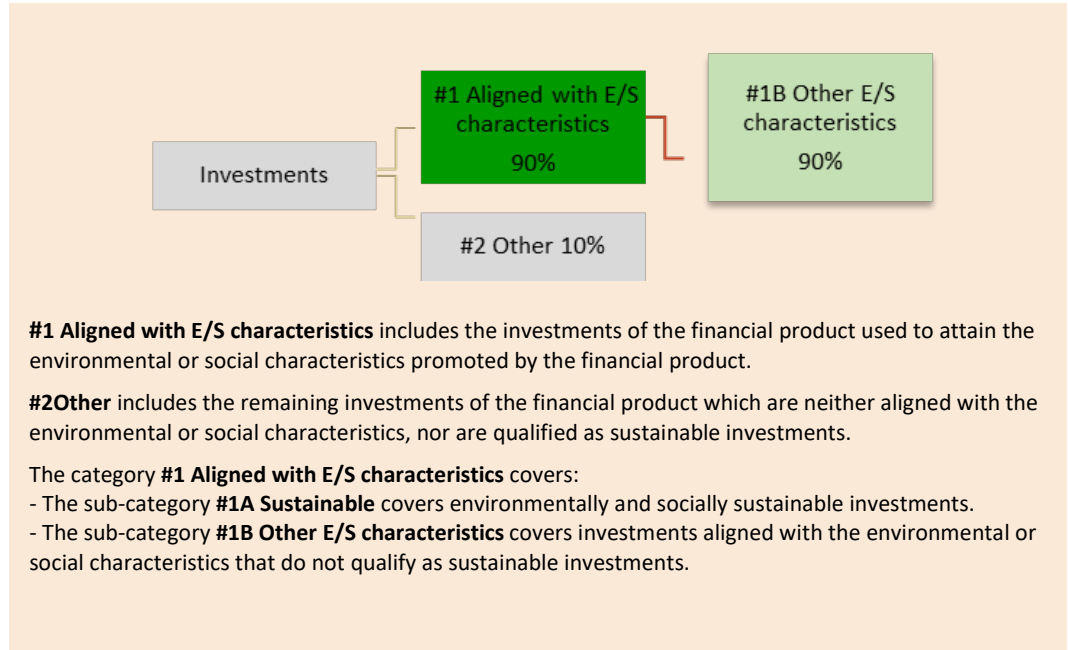 #1 Aligned with E/S
characteristics
90%
#1B Other E/S
characteristics
90%
Investments
#2 Other 10%
#1 Aligned with E/S characteristics includes the investments of the financial product used to attain the
environmental or social characteristics promoted by the financial product.
#2Other includes the remaining investments of the financial product which are neither aligned with the
environmental or social characteristics, nor are qualified as sustainable investments.
The category #1 Aligned with E/S characteristics covers:
- The sub-category #1A Sustainable covers environmentally and socially sustainable investments.
- The sub-category #1B Other E/S characteristics covers investments aligned with the environmental or
social characteristics that do not qualify as sustainable investments.